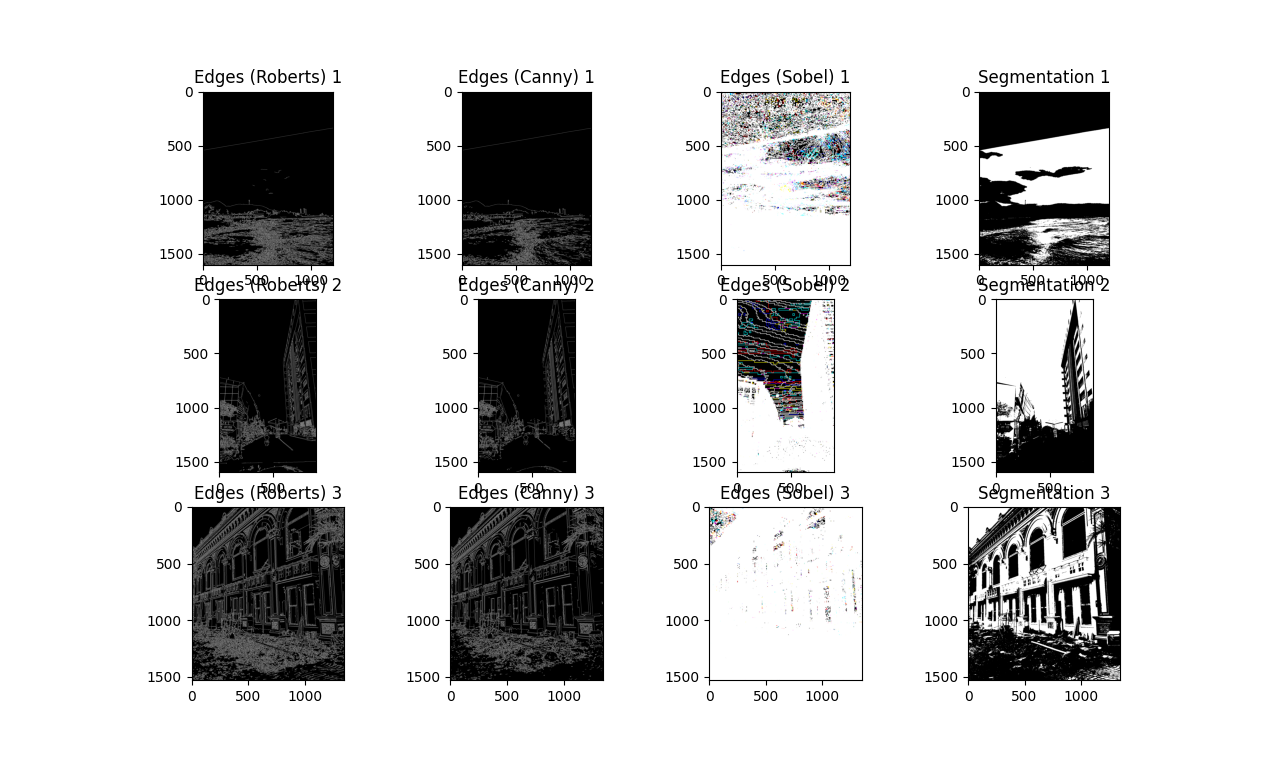 Edges (Roberts) 1 Edges (Canny) 1 Edges (Sobel) 1 Segmentation 1
0 0 0 0
500 500 500 500
1000 1000 1000 1000
1500 1500 1500 1500
0 500 1000 0 500 1000 0 500 1000 0 500 1000
Edges (Roberts) 2 Edges (Canny) 2 Edges (Sobel) 2 Segmentation 2
0 0 0 0
500 500 500 500
1000 1000 1000 1000
1500 1500 1500 1500
0 500 0 500 0 500 0 500
Edges (Roberts) 3 Edges (Canny) 3 Edges (Sobel) 3 Segmentation 3
0 0 0 0
500 500 500 500
1000 1000 1000 1000
1500 1500 1500 1500
0 500 1000 0 500 1000 0 500 1000 0 500 1000